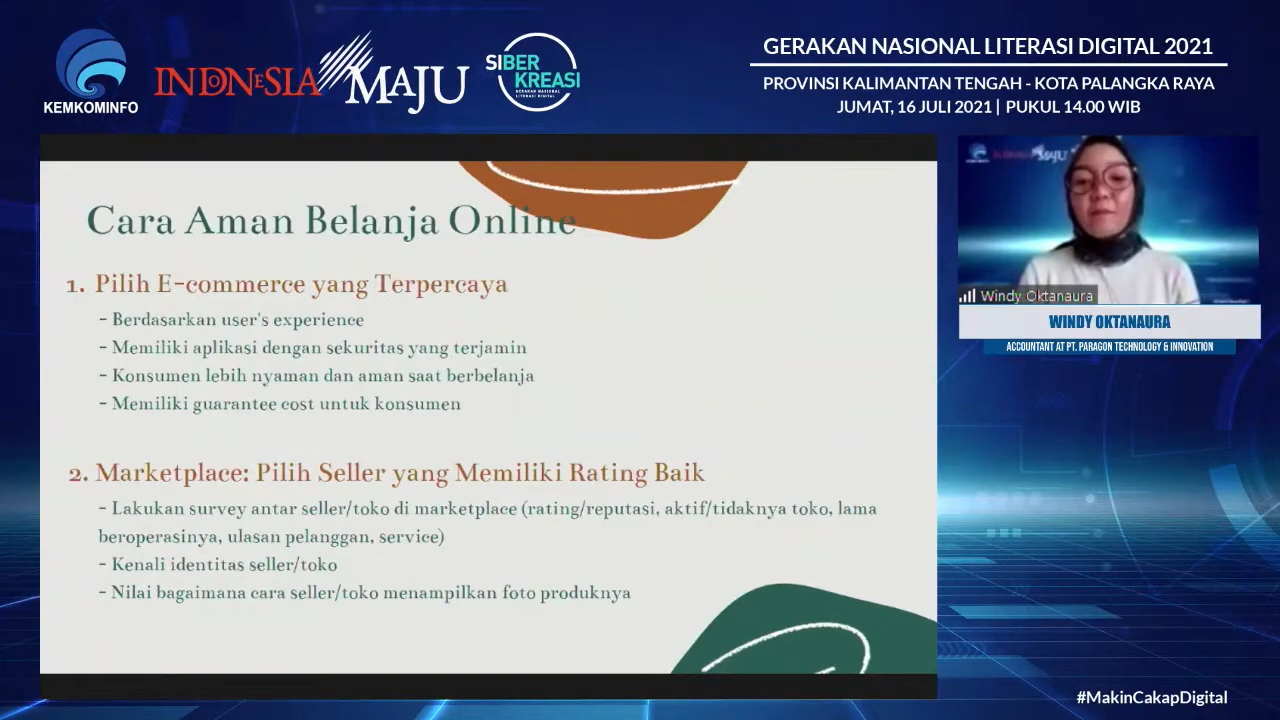 KEMKOMINFO
INDONESIA MAJU
SIBER KREASI
GERAKAN NASIONAL LITERASI DIGITAL
GERAKAN NASIONAL LITERASI DIGITAL 2021
PROVINSI KALIMANTAN TENGAH - KOTA PALANGKA RAYA
JUMAT, 16 JULI 2021 | PUKUL 14.00 WIB
Cara Aman Belanja Online
1. Pilih E-commerce yang Terpercaya
- Berdasarkan user's experience
- Memiliki aplikasi dengan sekuritas yang terjamin
- Konsumen lebih nyaman dan aman saat berbelanja
- Memiliki guarantee cost untuk konsumen
2. Marketplace: Pilih Seller yang Memiliki Rating Baik
- Lakukan survey antar seller/toko di marketplace (rating/reputasi, aktif/tidaknya toko, lama
beroperasinya, ulasan pelanggan, service)
- Kenali identitas seller/toko
- Nilai bagaimana cara seller/toko menampilkan foto produknya
Windy Oktanaura
WINDY OKTANAURA
ACCOUNTANT AT PT. PARAGON TECHNOLOGY & INNOVATION
#MakinCakapDigital